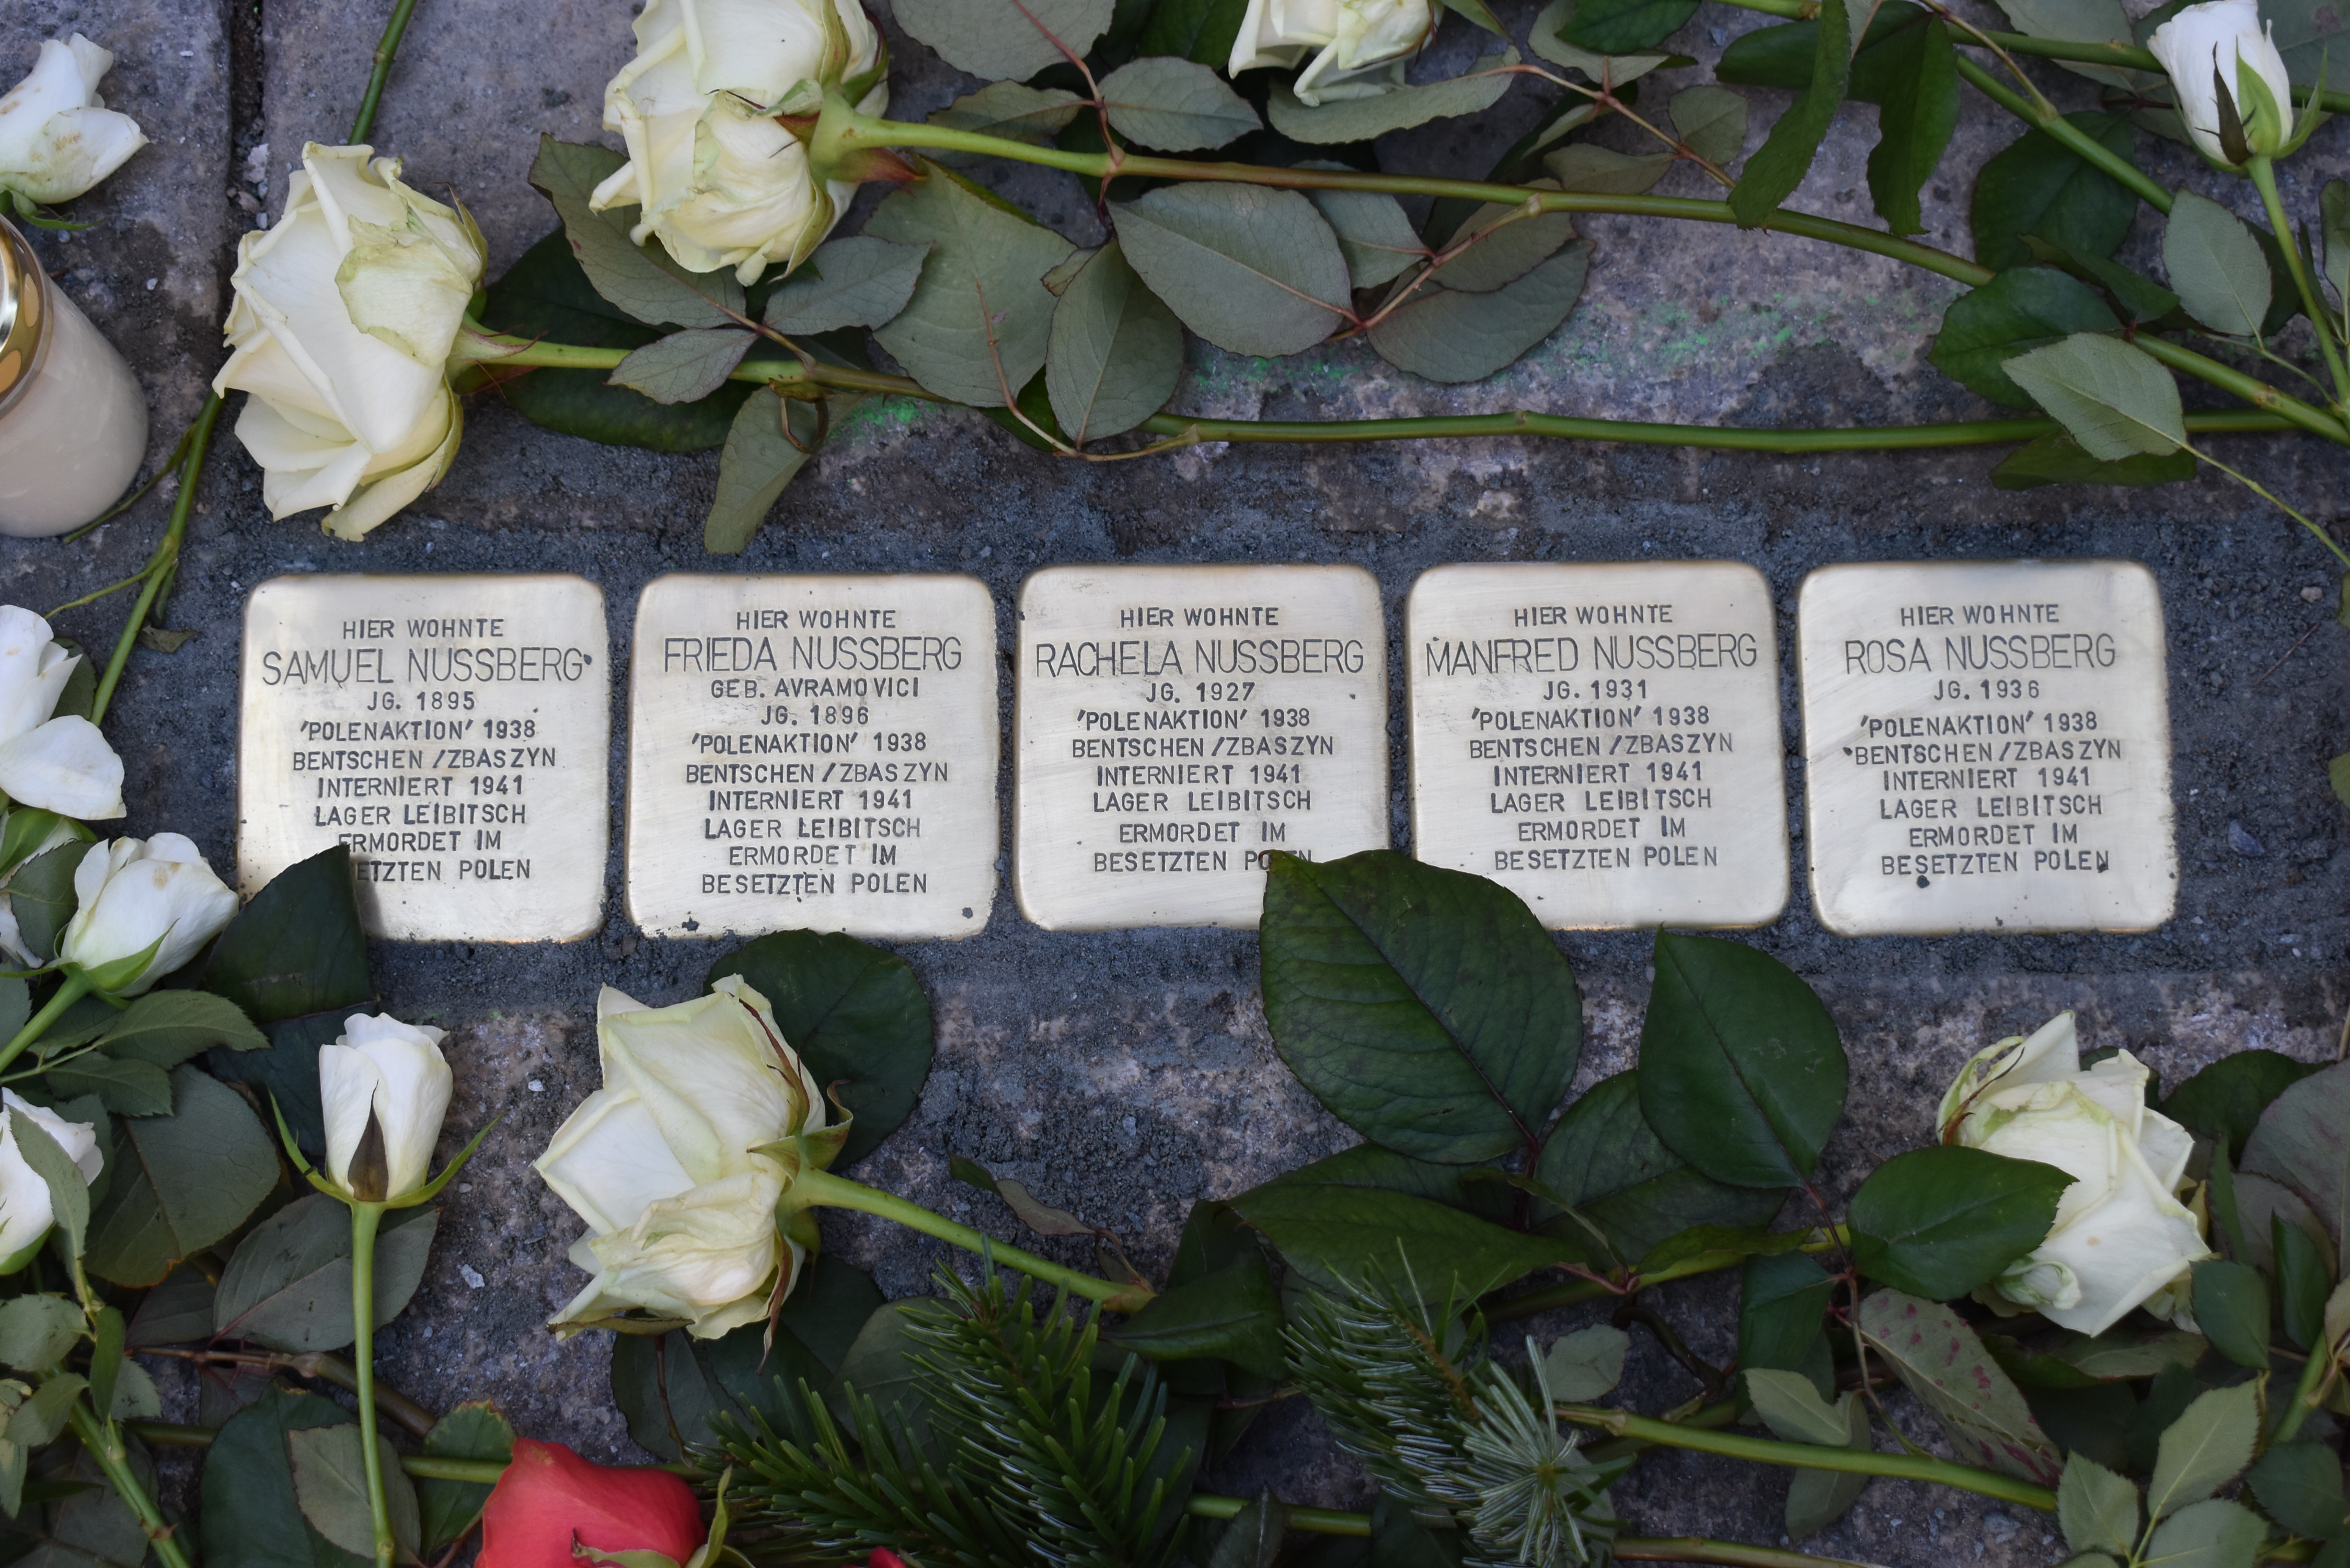 HIER WOHNTE
SAMUEL NUSSBERG
JG. 1895
'POLENAKTION' 1938
BENTSCHEN/ZBASZYN
INTERNIERT 1941
LAGER LEIBITSCH
ERMORDET IM
ETZTEN POLEN
HIER WOHNTE
FRIEDA NUSSBERG
GEB. AVRAMOVICI
JG. 1896
'POLENAKTION' 1938
BENTSCHEN/ZBASZYN
INTERNIERT 1941
LAGER LEIBITSCH
ERMORDET IM
BESETZTEN POLEN
HIER WOHNTE
RACHELA NUSSBERG
JG. 1927
'POLENAKTION' 1938
BENTSCHEN/ZBASZYN
INTERNIERT 1941
LAGER LEIBITSCH
ERMORDET IM
BESETZTEN POLEN
HIER WOHNTE
MANFRED NUSSBERG
JG. 1931
'POLENAKTION' 1938
BENTSCHEN/ZBASZYN
INTERNIERT 1941
LAGER LEIBITSCH
ERMORDET IM
BESETZTEN POLEN
HIER WOHNTE
ROSA NUSSBERG
JG. 1936
'POLENAKTION' 1938
BENTSCHEN/ZBASZYN
INTERNIERT 1941
LAGER LEIBITSCH
ERMORDET IM
BESETZTEN POLEN